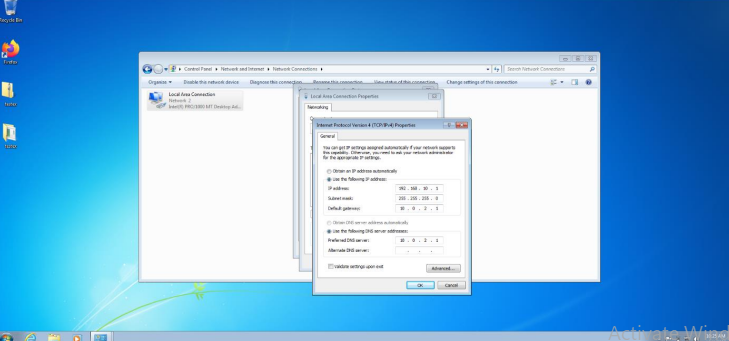 Recycle Bin
Firefox
Control Panel
Network and Internet
Network Connections
Search Network Connections
Organize
Disable this network device
Diagnose this connection
Rename this connection
View status of this connection
Change settings of this connection
Local Area Connection
Network 2
Intel(R) PRO/1000 MT Desktop Ad...
Local Area Connection Properties
Networking
Internet Protocol Version 4 (TCP/IPv4) Properties
General
You can get IP settings assigned automatically if your network supports
this capability. Otherwise, you need to ask your network administrator
for the appropriate IP settings.
Obtain an IP address automatically
Use the following IP address:
IP address: 192 . 168 . 10 . 1
Subnet mask: 255 . 255 . 255 . 0
Default gateway: 10 . 0 . 2 . 1
Obtain DNS server address automatically
Use the following DNS server addresses:
Preferred DNS server: 10 . 0 . 2 . 1
Alternate DNS server: . . .
Validate settings upon exit
Advanced...
OK
Cancel
Activate Wind
10:25 AM